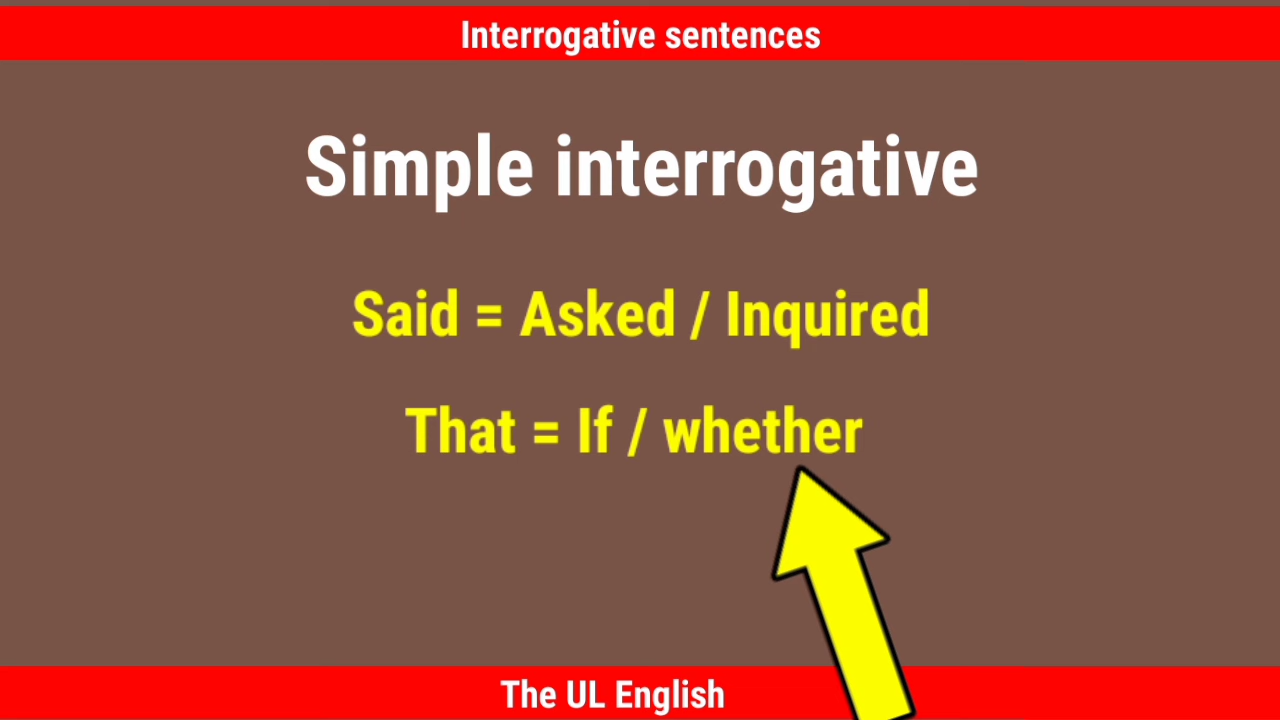 Interrogative sentences
Simple interrogative
Said = Asked / Inquired
That = If / whether
The UL English